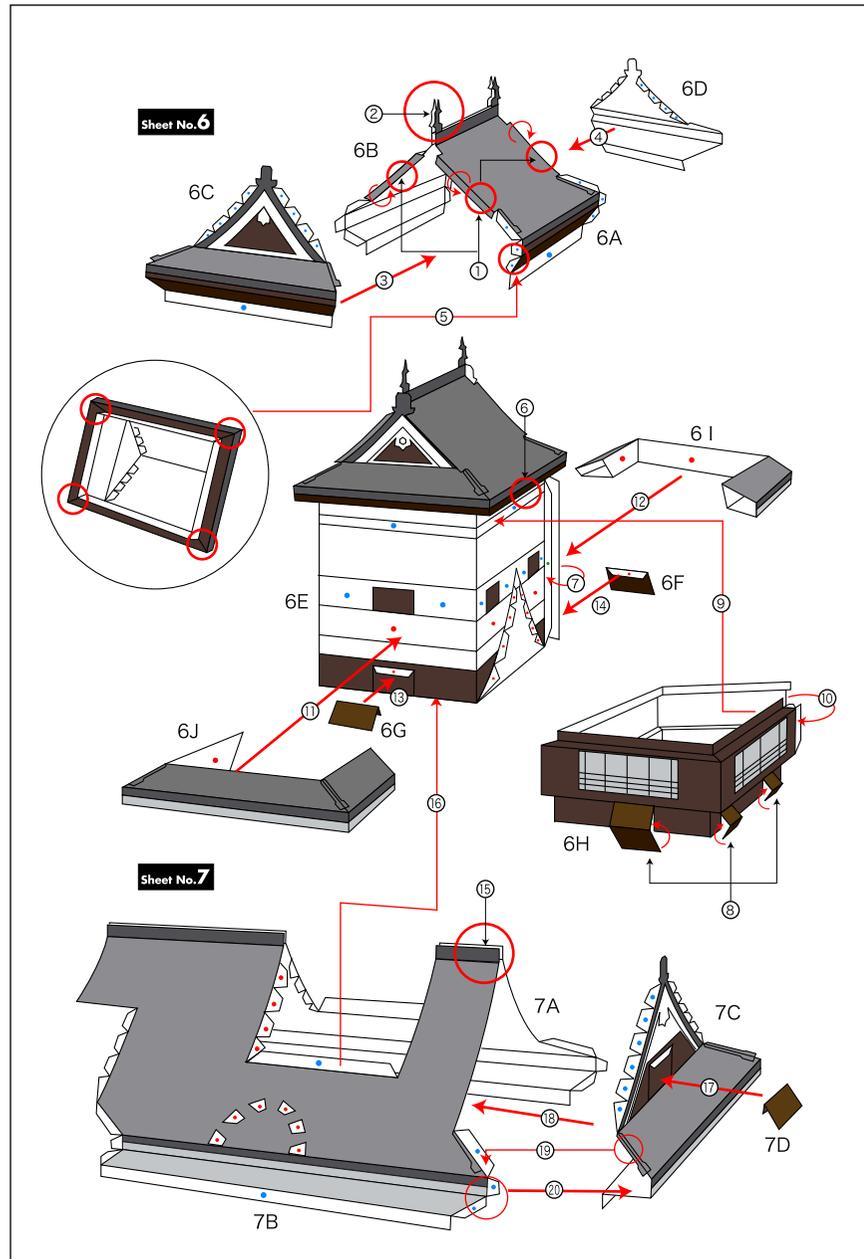 6D
②
Sheet No.6
④
6B
6C
6A
①
③
⑤
⑥
6I
⑫
⑦
6F
6E
⑭
⑨
⑬
⑩
⑪
6G
6J
⑯
6H
Sheet No.7
⑮
⑧
7A
7C
⑰
⑱
7D
⑲
⑳
7B